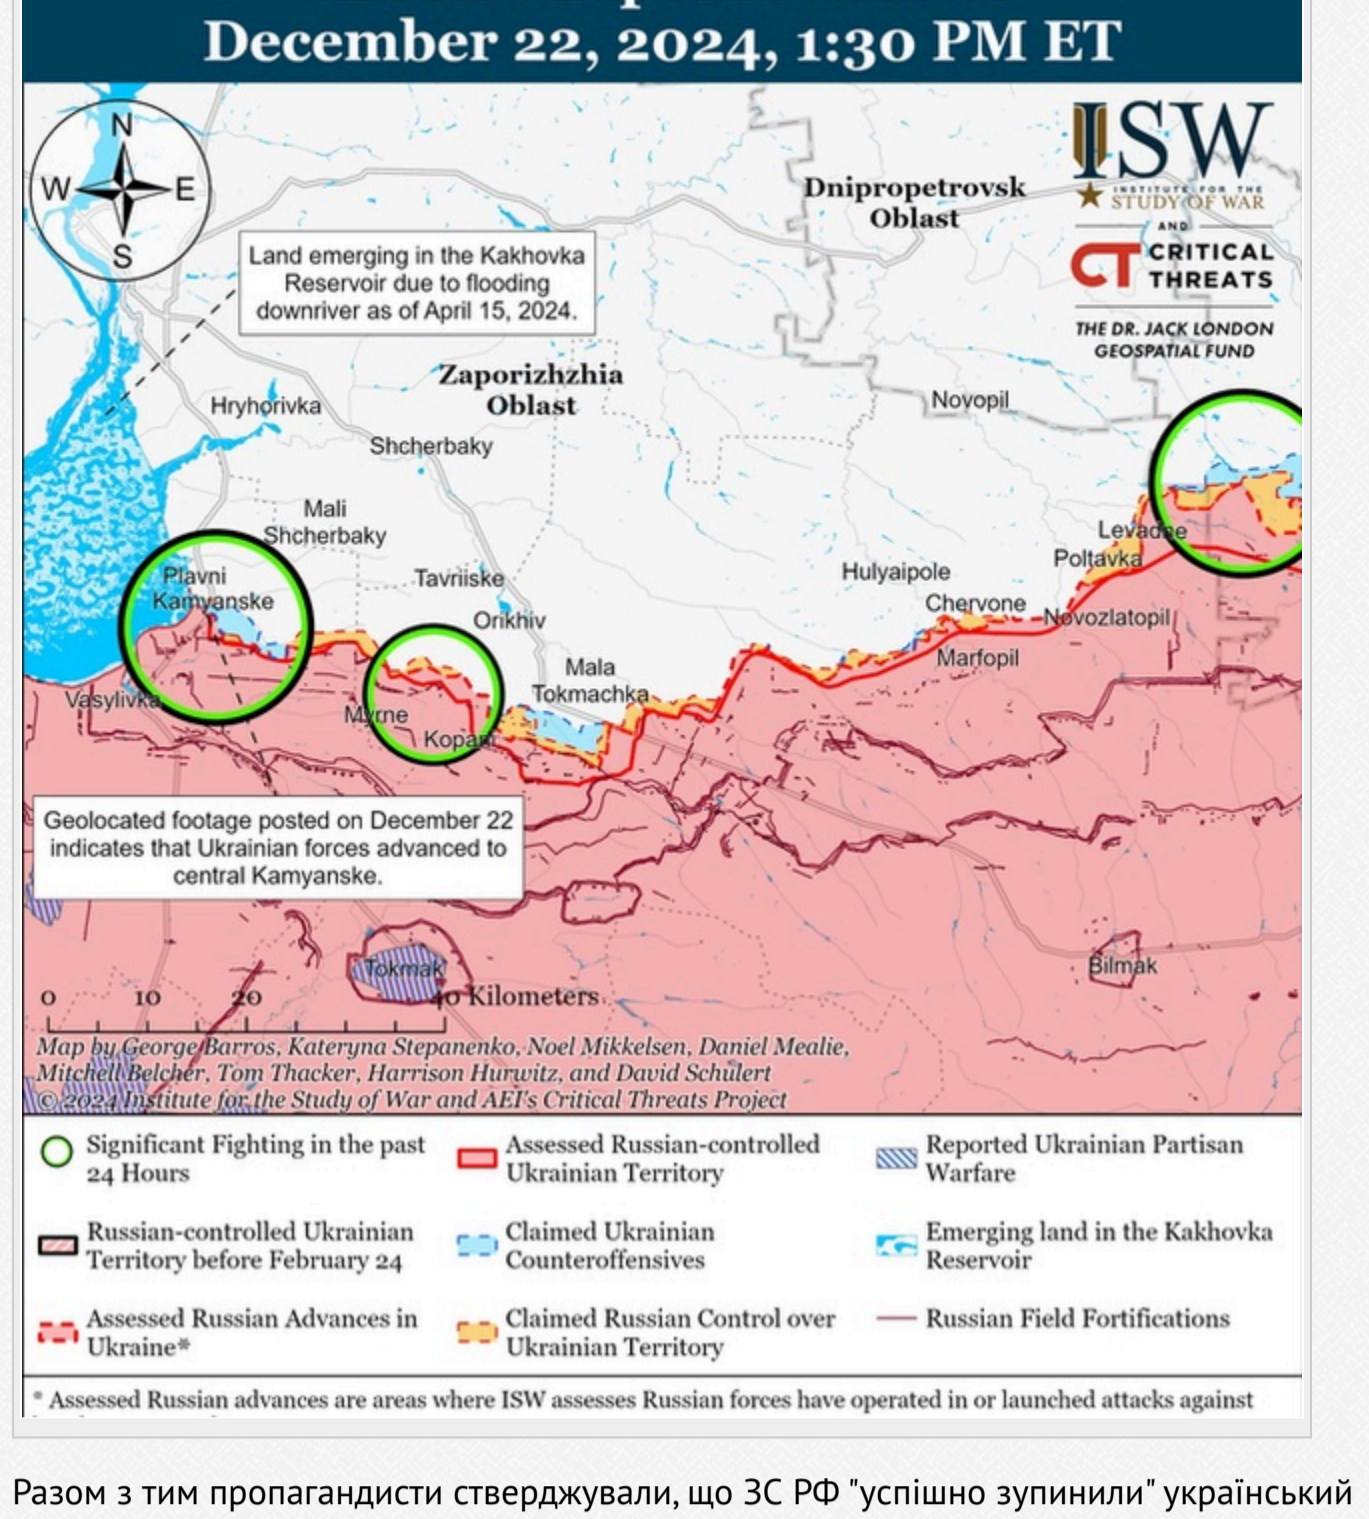 December 22, 2024, 1:30 PM ET
N
W E
S
ISW
INSTITUTE FOR THE
STUDY OF WAR
AND
CT CRITICAL
THREATS
THE DR. JACK LONDON
GEOSPATIAL FUND
Dnipropetrovsk
Oblast
Land emerging in the Kakhovka
Reservoir due to flooding
downriver as of April 15, 2024.
Zaporizhzhia
Oblast
Hryhorivka
Novopil
Shcherbaky
Mali
Shcherbaky
Levadne
Poltavka
Plavni
Kamyanske
Tavriiske
Hulyaipole
Chervone
Orikhiv
Novozlatopil
Mala
Tokmachka
Marfopil
Vasylivka
Myrne
Kopani
Geolocated footage posted on December 22
indicates that Ukrainian forces advanced to
central Kamyanske.
Tokmak
Bilmak
0 10 20 40 Kilometers
Map by George Barros, Kateryna Stepanenko, Noel Mikkelsen, Daniel Mealie,
Mitchell Belcher, Tom Thacker, Harrison Hurwitz, and David Schulert
© 2024 Institute for the Study of War and AEI's Critical Threats Project
Significant Fighting in the past
24 Hours
Assessed Russian-controlled
Ukrainian Territory
Reported Ukrainian Partisan
Warfare
Russian-controlled Ukrainian
Territory before February 24
Claimed Ukrainian
Counteroffensives
Emerging land in the Kakhovka
Reservoir
Assessed Russian Advances in
Ukraine*
Claimed Russian Control over
Ukrainian Territory
Russian Field Fortifications
* Assessed Russian advances are areas where ISW assesses Russian forces have operated in or launched attacks against
Разом з тим пропагандисти стверджували, що ЗС РФ "успішно зупинили" український